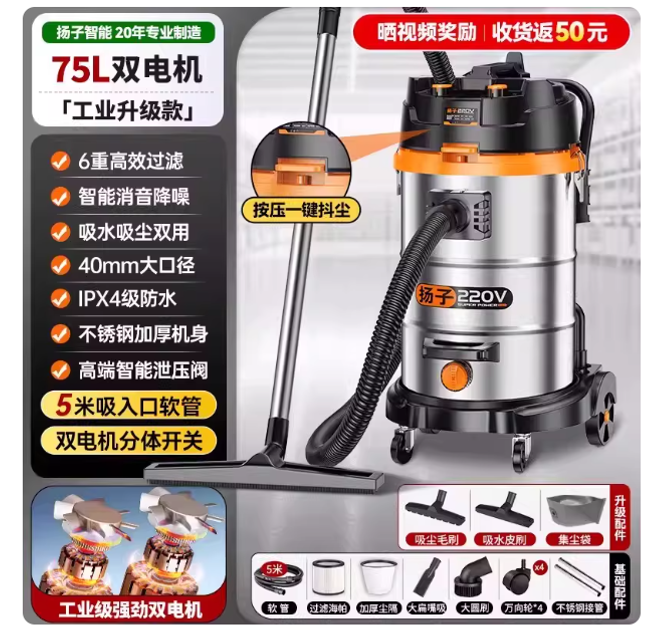 扬子智能 20年专业制造
75L双电机
「工业升级款」
6重高效过滤
智能消音降噪
吸水吸尘双用
40mm大口径
IPX4级防水
不锈钢加厚机身
高端智能泄压阀
5米吸入口软管
双电机分体开关
工业级强劲双电机
晒视频奖励 收货返50元
按压一键抖尘
扬子 220V
SUPER POWER
吸尘毛刷
吸水皮刷
集尘袋
升级配件
5米
x4
软管
过滤海帕
加厚尘隔
大扁嘴吸
大圆刷
万向轮*4
不锈钢接管
基础配件